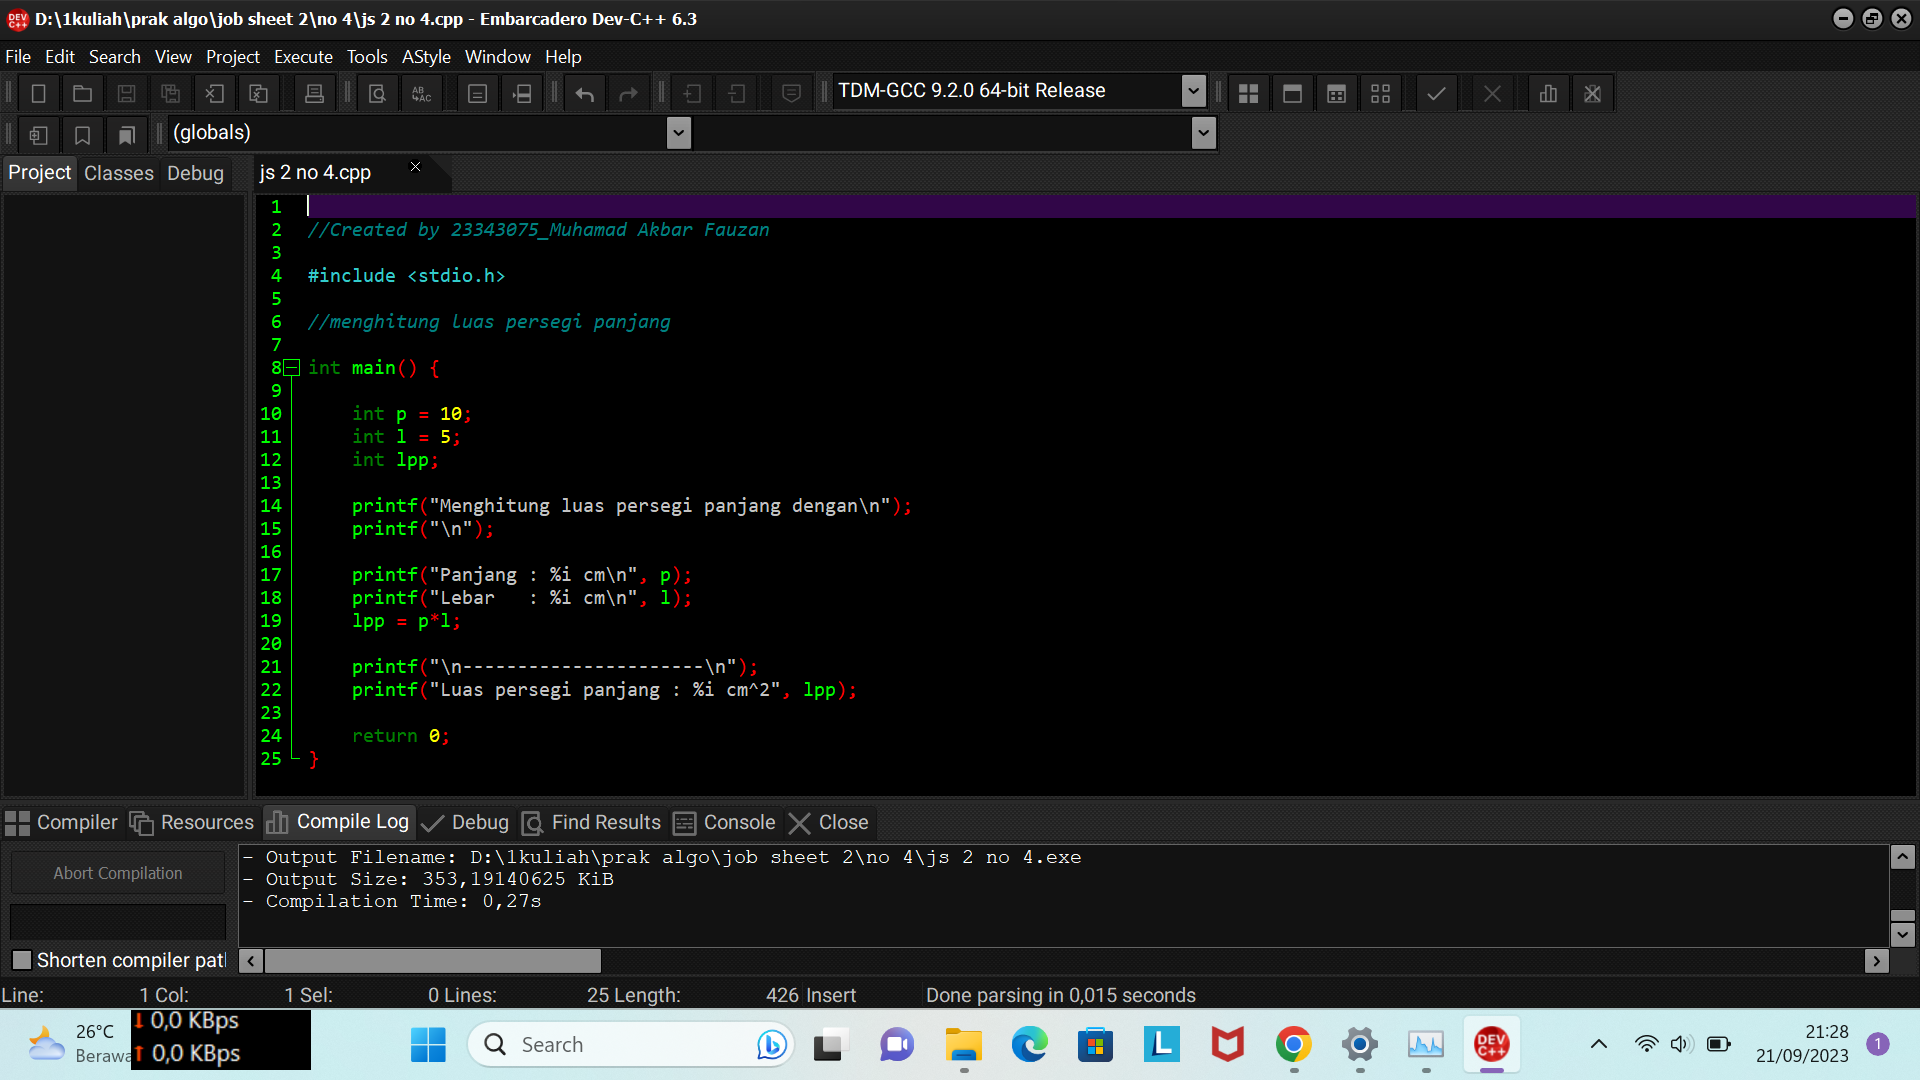 D:\1kuliah\prak algo\job sheet 2\no 4\js 2 no 4.cpp - Embarcadero Dev-C++ 6.3
File Edit Search View Project Execute Tools AStyle Window Help
TDM-GCC 9.2.0 64-bit Release
(globals)
Project Classes Debug
js 2 no 4.cpp
1
2 //Created by 23343075_Muhamad Akbar Fauzan
3
4 #include <stdio.h>
5
6 //menghitung luas persegi panjang
7
8 int main() {
9
10 int p = 10;
11 int l = 5;
12 int lpp;
13
14 printf("Menghitung luas persegi panjang dengan\n");
15 printf("\n");
16
17 printf("Panjang : %i cm\n", p);
18 printf("Lebar   : %i cm\n", l);
19 lpp = p*l;
20
21 printf("\n----------------------\n");
22 printf("Luas persegi panjang : %i cm^2", lpp);
23
24 return 0;
25 }
Compiler Resources Compile Log Debug Find Results Console Close
Abort Compilation
Shorten compiler pat
- Output Filename: D:\1kuliah\prak algo\job sheet 2\no 4\js 2 no 4.exe
- Output Size: 353,19140625 KiB
- Compilation Time: 0,27s
Line: 1 Col: 1 Sel: 0 Lines: 25 Length: 426 Insert Done parsing in 0,015 seconds
26°C
Berawa
0,0 KBps
0,0 KBps
Search
L
DEV C++
21:28
21/09/2023
1